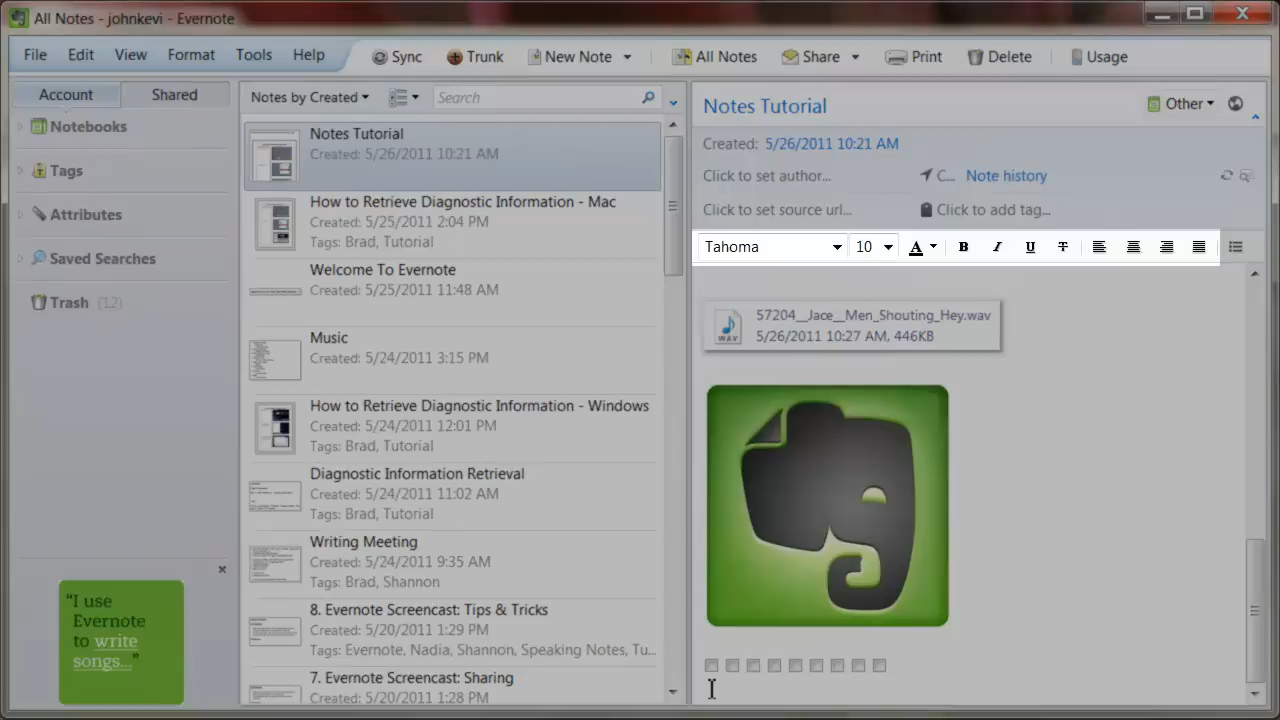 All Notes - johnkevi - Evernote
File Edit View Format Tools Help
Sync Trunk New Note All Notes Share Print Delete Usage
Account Shared
Notebooks
Tags
Attributes
Saved Searches
Trash (12)
"I use
Evernote
to write
songs..."
Notes by Created
Search
Notes Tutorial
Created: 5/26/2011 10:21 AM
How to Retrieve Diagnostic Information - Mac
Created: 5/25/2011 2:04 PM
Tags: Brad, Tutorial
Welcome To Evernote
Created: 5/25/2011 11:48 AM
Music
Created: 5/24/2011 3:15 PM
How to Retrieve Diagnostic Information - Windows
Created: 5/24/2011 12:01 PM
Tags: Brad, Tutorial
Diagnostic Information Retrieval
Created: 5/24/2011 11:02 AM
Tags: Brad, Tutorial
Writing Meeting
Created: 5/24/2011 9:35 AM
Tags: Brad, Shannon
8. Evernote Screencast: Tips & Tricks
Created: 5/20/2011 1:29 PM
Tags: Evernote, Nadia, Shannon, Speaking Notes, Tu...
7. Evernote Screencast: Sharing
Created: 5/20/2011 1:28 PM
Notes Tutorial
Other
Created: 5/26/2011 10:21 AM
Click to set author... C... Note history
Click to set source url... Click to add tag...
Tahoma 10 A B I U T
57204__Jace__Men_Shouting_Hey.wav
WAV 5/26/2011 10:27 AM, 446KB